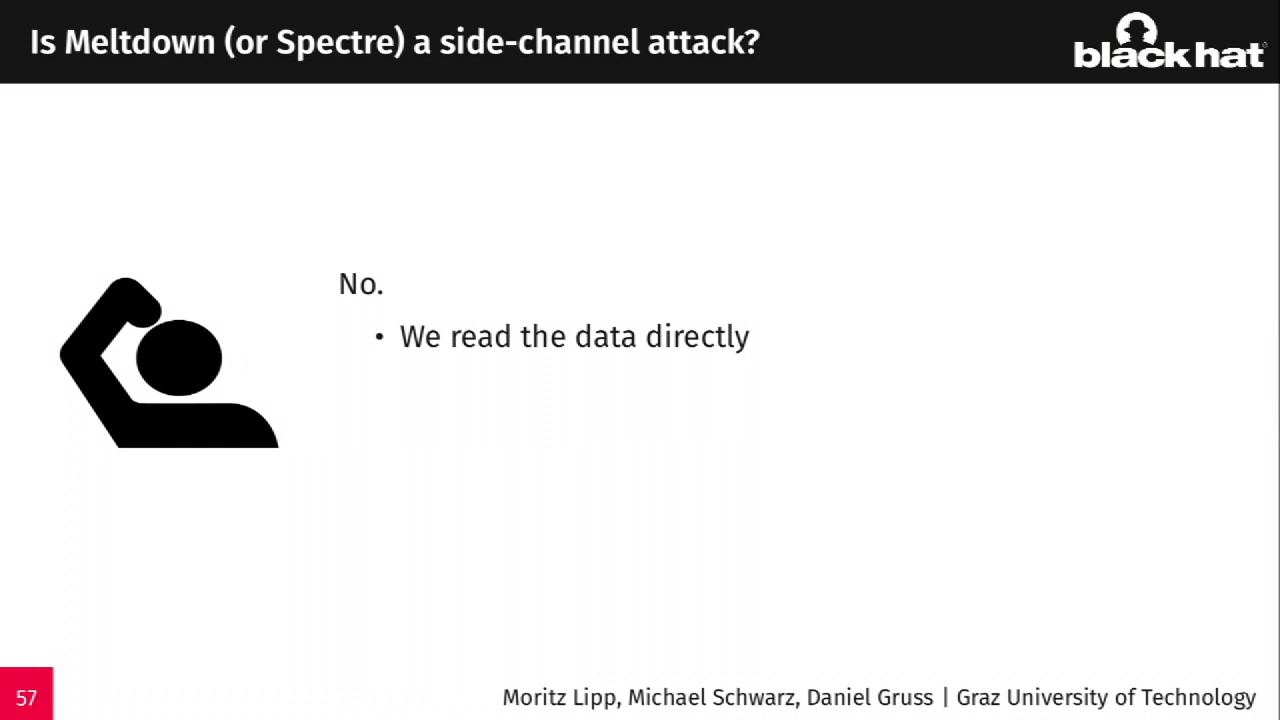 Is Meltdown (or Spectre) a side-channel attack?
black hat
No.
• We read the data directly
57
Moritz Lipp, Michael Schwarz, Daniel Gruss | Graz University of Technology